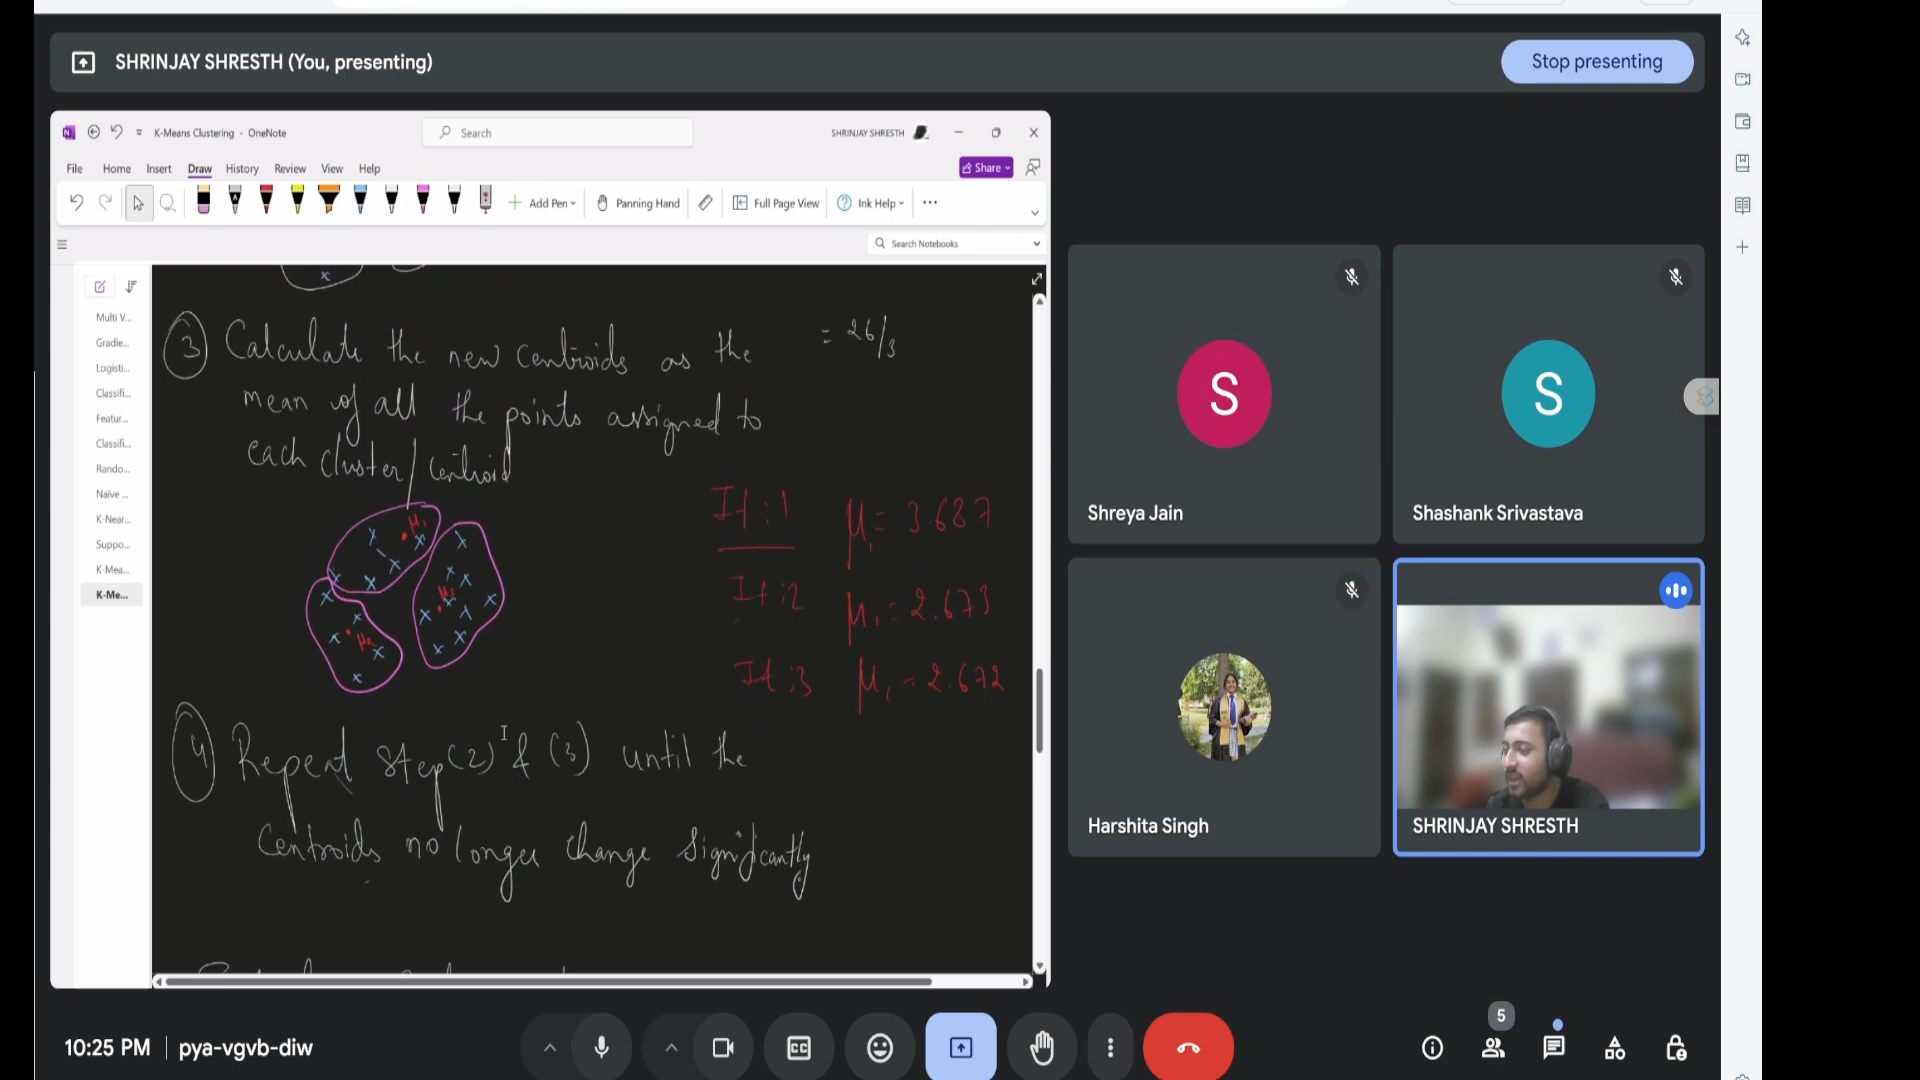 SHRINJAY SHRESTH (You, presenting)
Stop presenting
K-Means Clustering - OneNote
Search
SHRINJAY SHRESTH
File Home Insert Draw History Review View Help
Share
Add Pen
Panning Hand
Full Page View
Ink Help
Search Notebooks
Multi V...
Gradie...
Logisti...
Classifi...
Featur...
Classifi...
Rando...
Naïve ...
K-Near...
Suppo...
K-Mea...
K-Me...
3 Calculate the new centroids as the
mean of all the points assigned to
each cluster/centroid
= 26/3
μ1
μ2
μ3
It:1 μ1 = 3.687
It:2 μ1 = 2.673
It:3 μ1 = 2.672
4 Repeat step (2) & (3) until the
Centroids no longer change significantly
S
Shreya Jain
S
Shashank Srivastava
Harshita Singh
SHRINJAY SHRESTH
10:25 PM | pya-vgvb-diw
CC
5